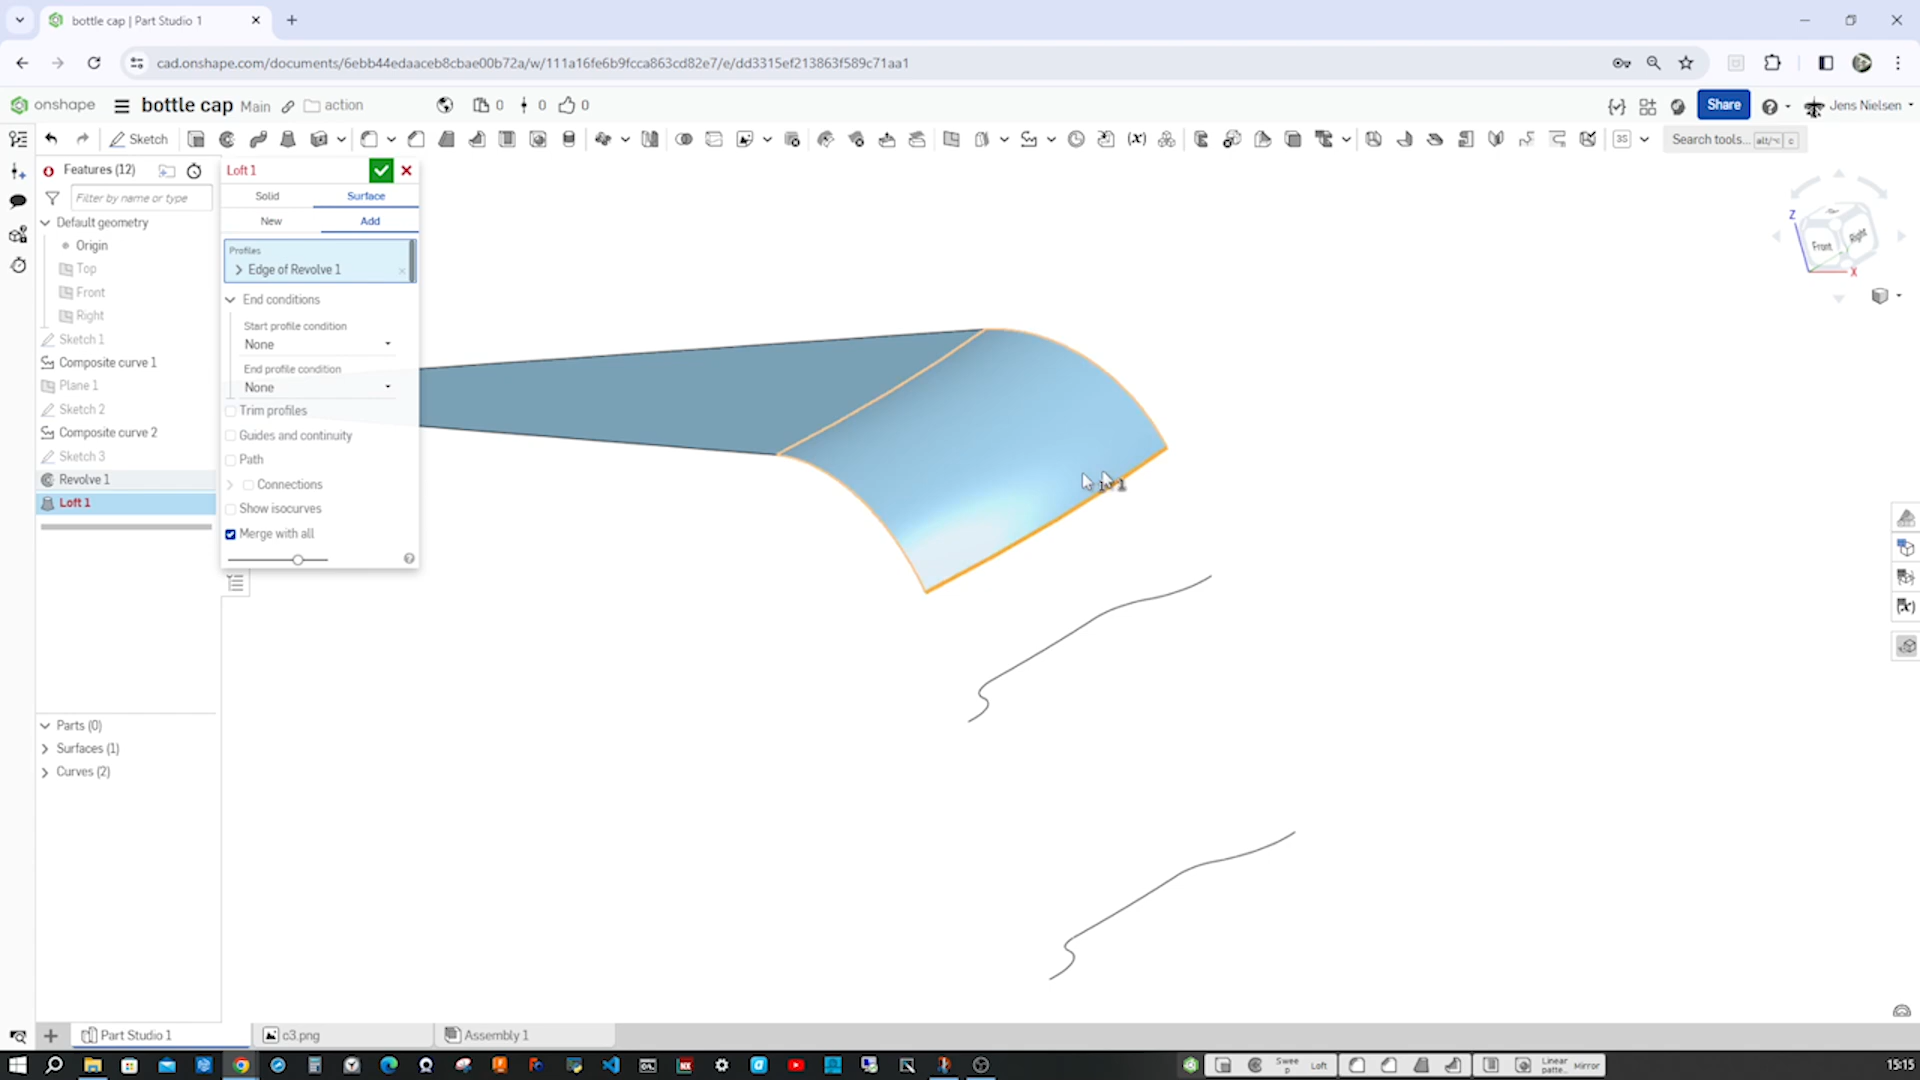 bottle cap | Part Studio 1
cad.onshape.com/documents/6ebb44edaaceb8cbae00b72a/w/111a16fe6b9fcca863cd82e7/e/dd3315ef213863f589c71aa1
onshape bottle cap Main action 0 0 0 Share Jens Nielsen
Sketch Search tools... alt/⌥ c
Features (12)
Filter by name or type
Default geometry
Origin
Top
Front
Right
Sketch 1
Composite curve 1
Plane 1
Sketch 2
Composite curve 2
Sketch 3
Revolve 1
Loft 1
Parts (0)
Surfaces (1)
Curves (2)
Loft 1
Solid Surface
New Add
Profiles
Edge of Revolve 1
End conditions
Start profile condition
None
End profile condition
None
Trim profiles
Guides and continuity
Path
Connections
Show isocurves
Merge with all
Z
Front Right
X
Part Studio 1 c3.png Assembly 1
Swee
p Loft Linear
patte.. Mirror
15:15